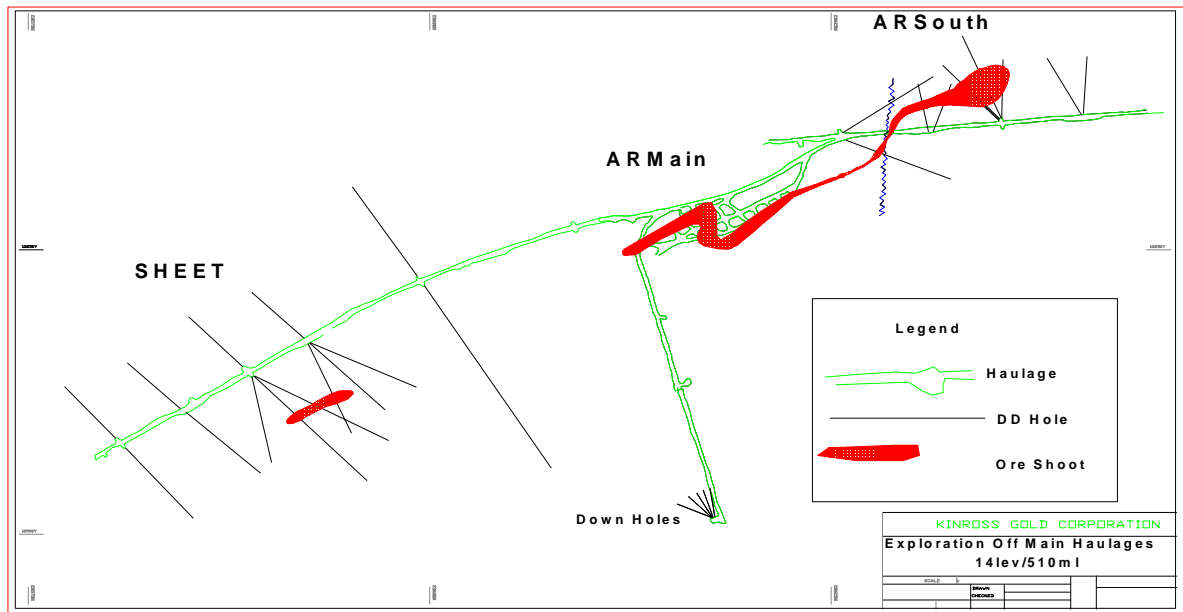 ARSouth
ARMain
SHEET
Legend
Haulage
DD Hole
Ore Shoot
Down Holes
KINROSS GOLD CORPORATION
Exploration Off Main Haulages
14lev/510ml
SCALE
DRAWN
CHECKED